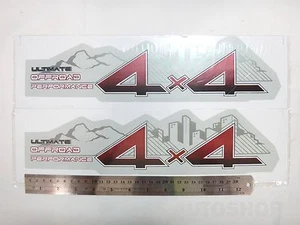 ULTIMATE
OFFROAD
PERFORMANCE
4x4
ULTIMATE
OFFROAD
PERFORMANCE
4x4